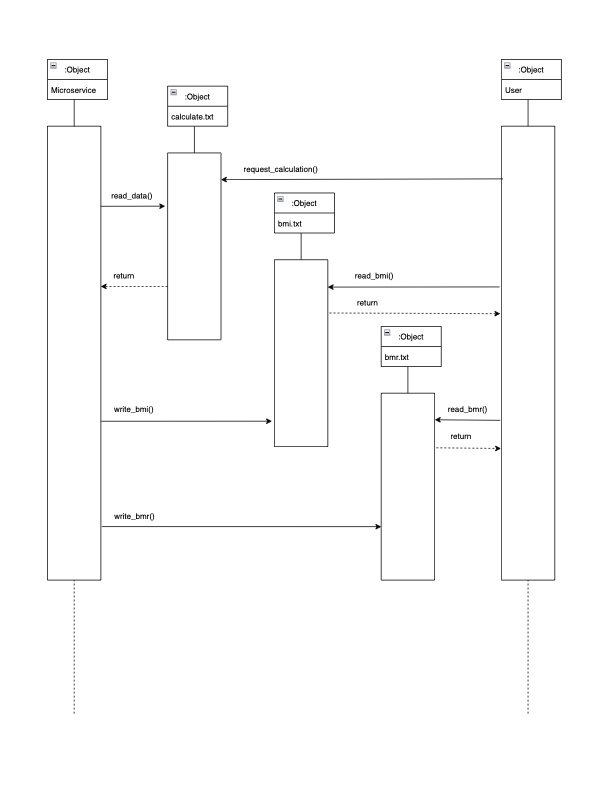 :Object
Microservice
:Object
User
:Object
calculate.txt
request_calculation()
read_data()
:Object
bmi.txt
return
read_bmi()
return
:Object
bmr.txt
write_bmi()
read_bmr()
return
write_bmr()